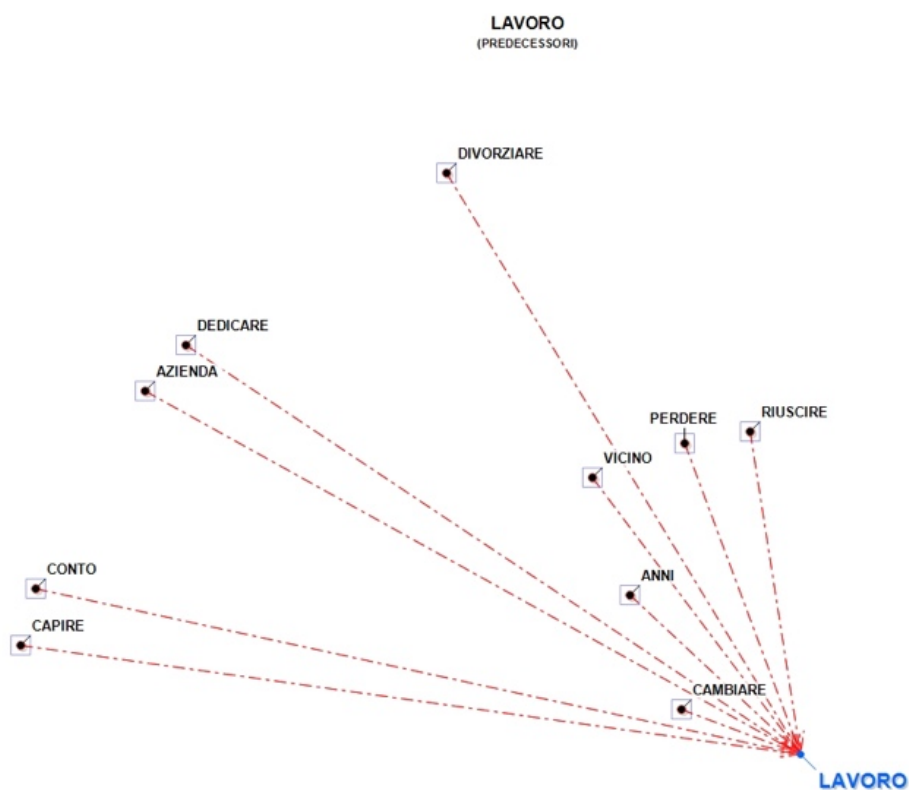 LAVORO
(PREDECESSORI)
DIVORZIARE
DEDICARE
AZIENDA
PERDERE
RIUSCIRE
VICINO
CONTO
ANNI
CAPIRE
CAMBIARE
LAVORO